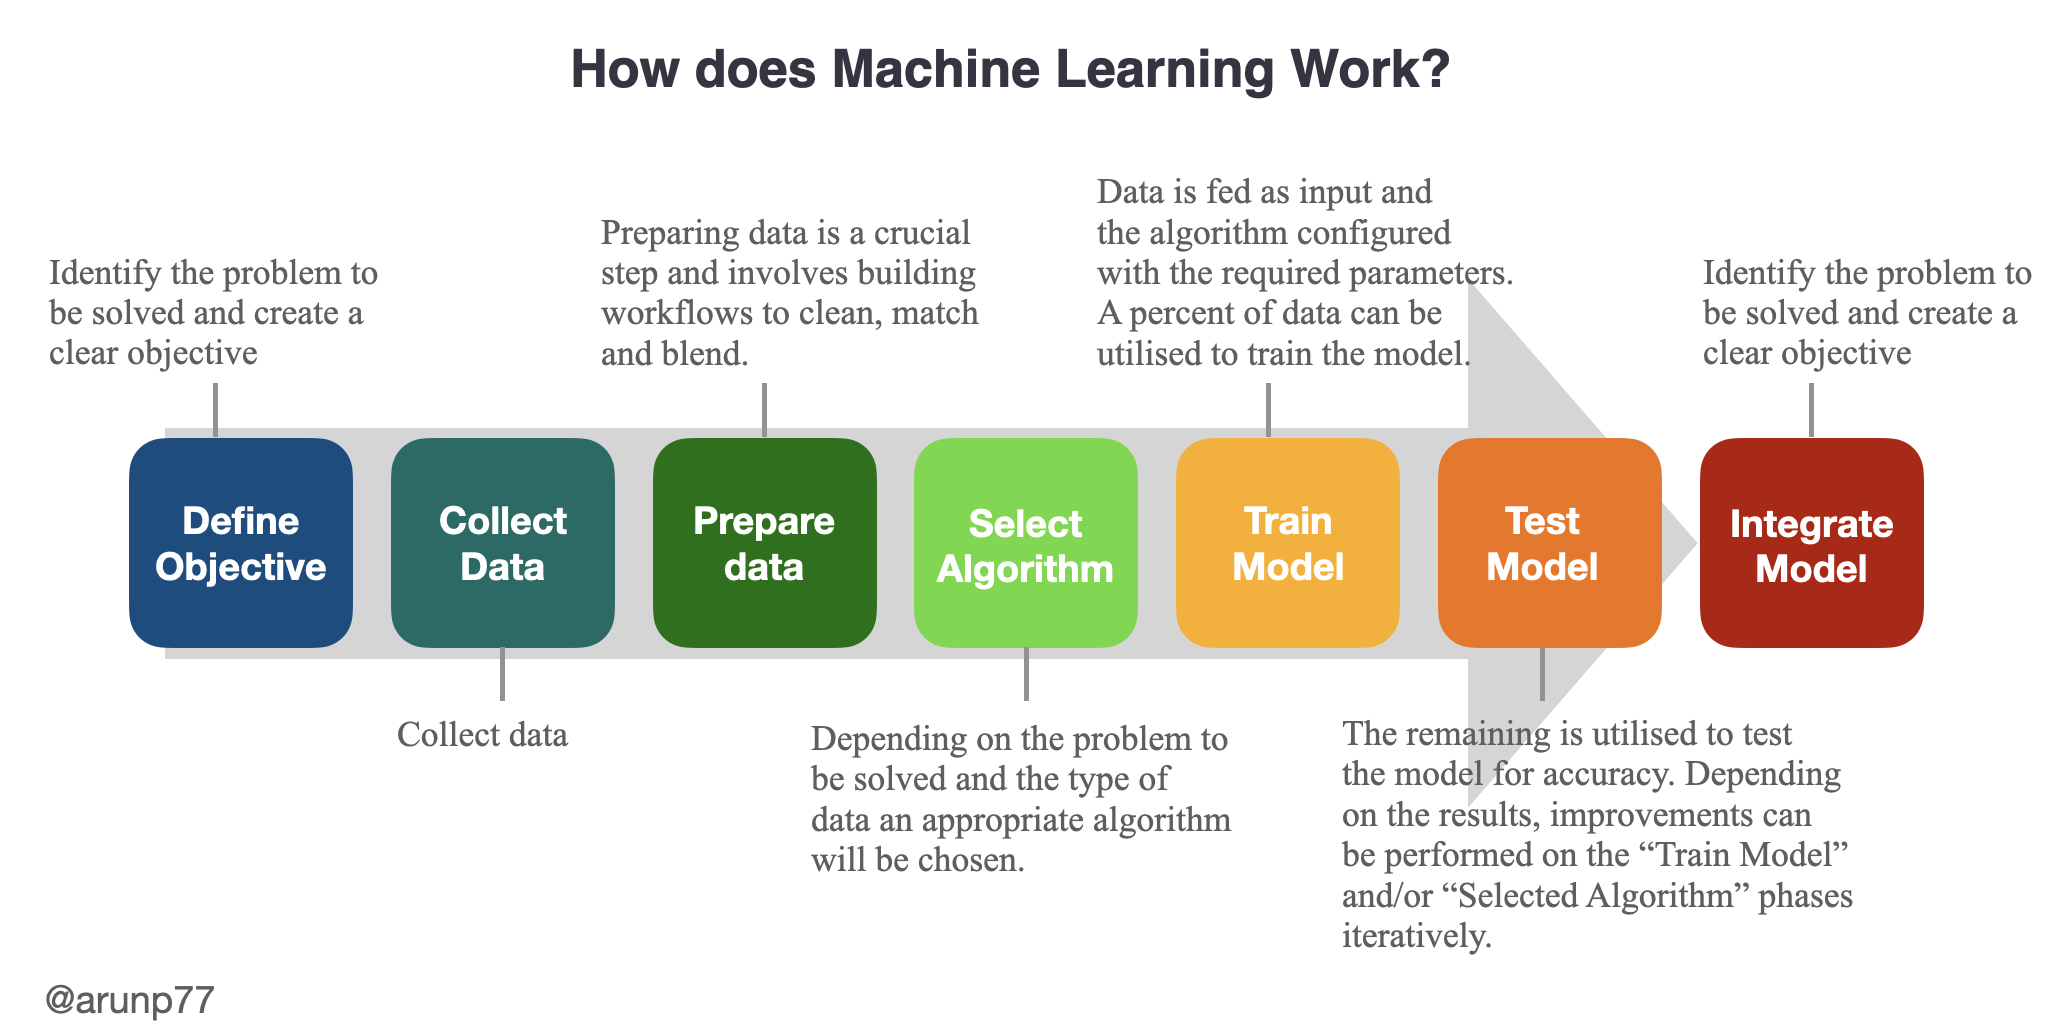 How does Machine Learning Work?
Identify the problem to
be solved and create a
clear objective
Define
Objective
Collect
Data
Collect data
Preparing data is a crucial
step and involves building
workflows to clean, match
and blend.
Prepare
data
Select
Algorithm
Depending on the problem to
be solved and the type of
data an appropriate algorithm
will be chosen.
Data is fed as input and
the algorithm configured
with the required parameters.
A percent of data can be
utilised to train the model.
Train
Model
Test
Model
The remaining is utilised to test
the model for accuracy. Depending
on the results, improvements can
be performed on the “Train Model”
and/or “Selected Algorithm” phases
iteratively.
Identify the problem to
be solved and create a
clear objective
Integrate
Model
@arunp77